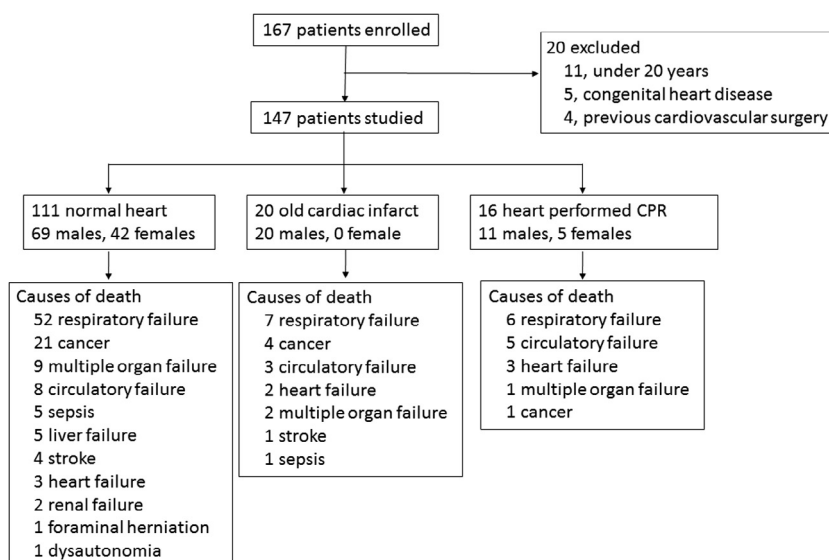 167 patients enrolled
20 excluded
11, under 20 years
5, congenital heart disease
4, previous cardiovascular surgery
147 patients studied
111 normal heart
69 males, 42 females
20 old cardiac infarct
20 males, 0 female
16 heart performed CPR
11 males, 5 females
Causes of death
52 respiratory failure
21 cancer
9 multiple organ failure
8 circulatory failure
5 sepsis
5 liver failure
4 stroke
3 heart failure
2 renal failure
1 foraminal herniation
1 dysautonomia
Causes of death
7 respiratory failure
4 cancer
3 circulatory failure
2 heart failure
2 multiple organ failure
1 stroke
1 sepsis
Causes of death
6 respiratory failure
5 circulatory failure
3 heart failure
1 multiple organ failure
1 cancer